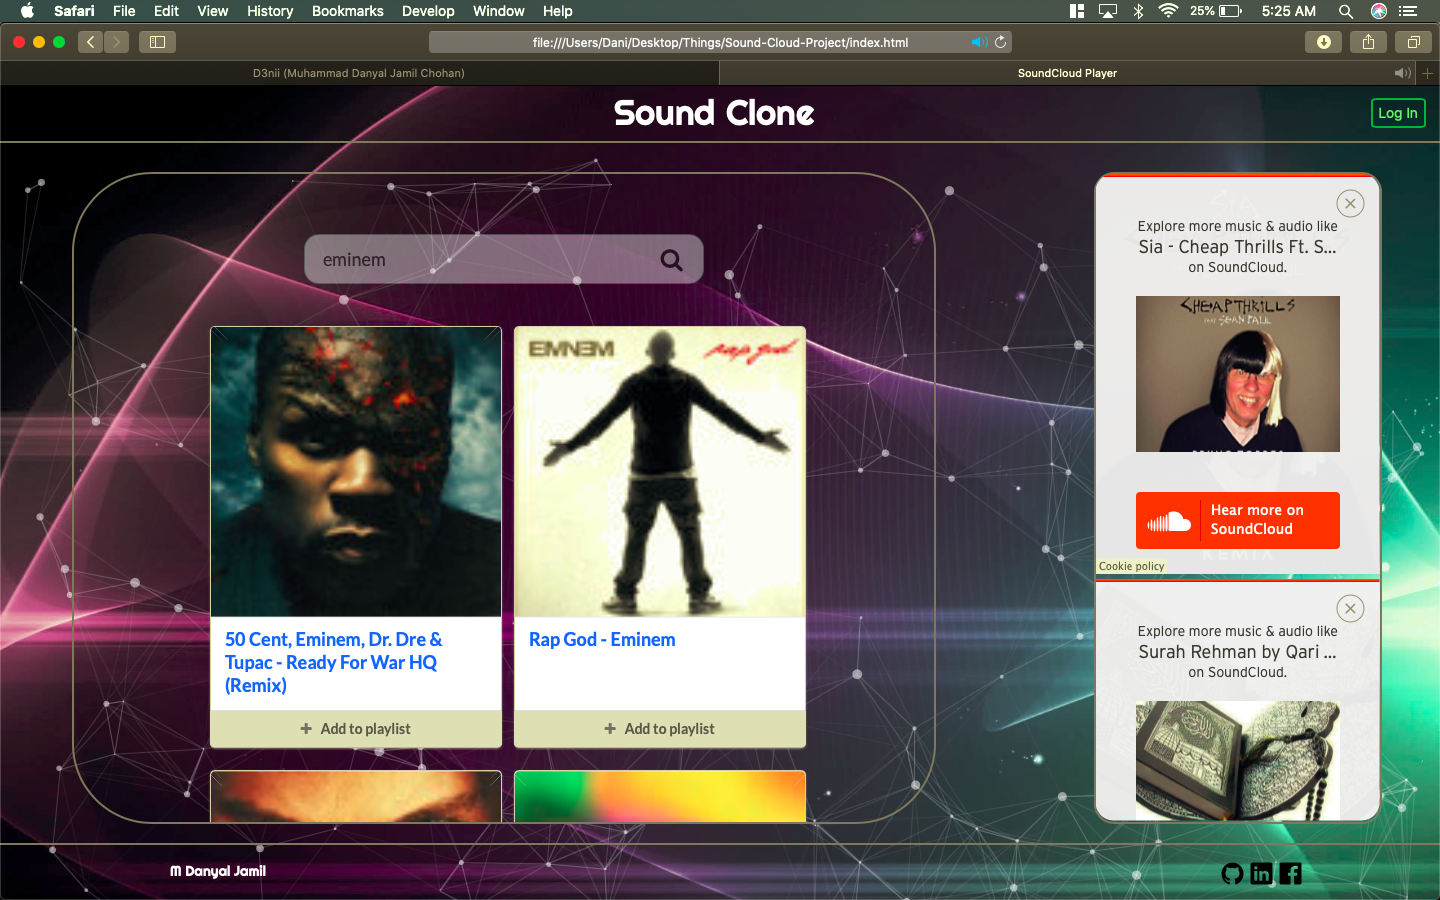 Safari File Edit View History Bookmarks Develop Window Help 25% 5:25 AM
file:///Users/Dani/Desktop/Things/Sound-Cloud-Project/index.html
D3nii (Muhammad Danyal Jamil Chohan) SoundCloud Player
Sound Clone
Log In
eminem
EMINEM rap god
50 Cent, Eminem, Dr. Dre &
Tupac - Ready For War HQ
(Remix)
Add to playlist
Rap God - Eminem
Add to playlist
Explore more music & audio like
Sia - Cheap Thrills Ft. S...
on SoundCloud.
CHEAP THRILLS
FEAT. SEAN PAUL
Hear more on
SoundCloud
REMIX
Cookie policy
Explore more music & audio like
Surah Rehman by Qari ...
on SoundCloud.
M Danyal Jamil